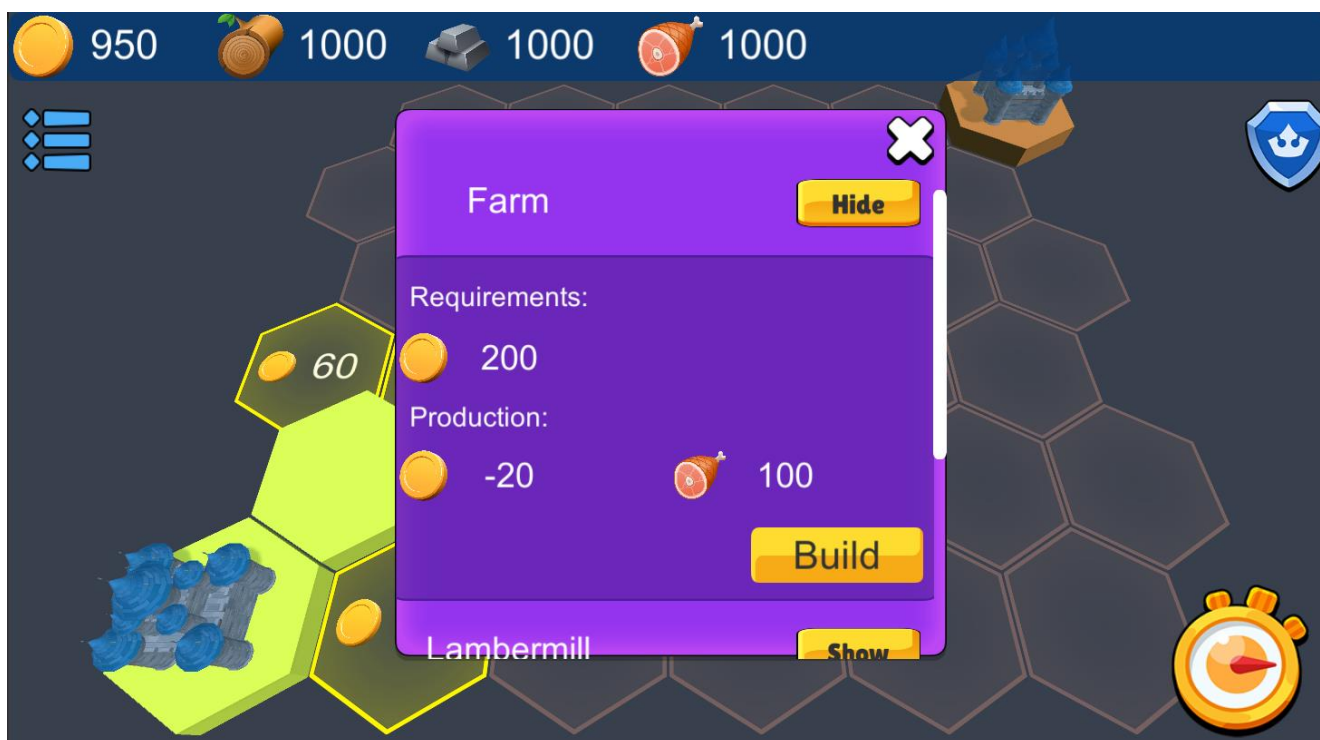 950 1000 1000 1000
Farm Hide
Requirements:
200
60
Production:
-20 100
Build
Lambermill Show